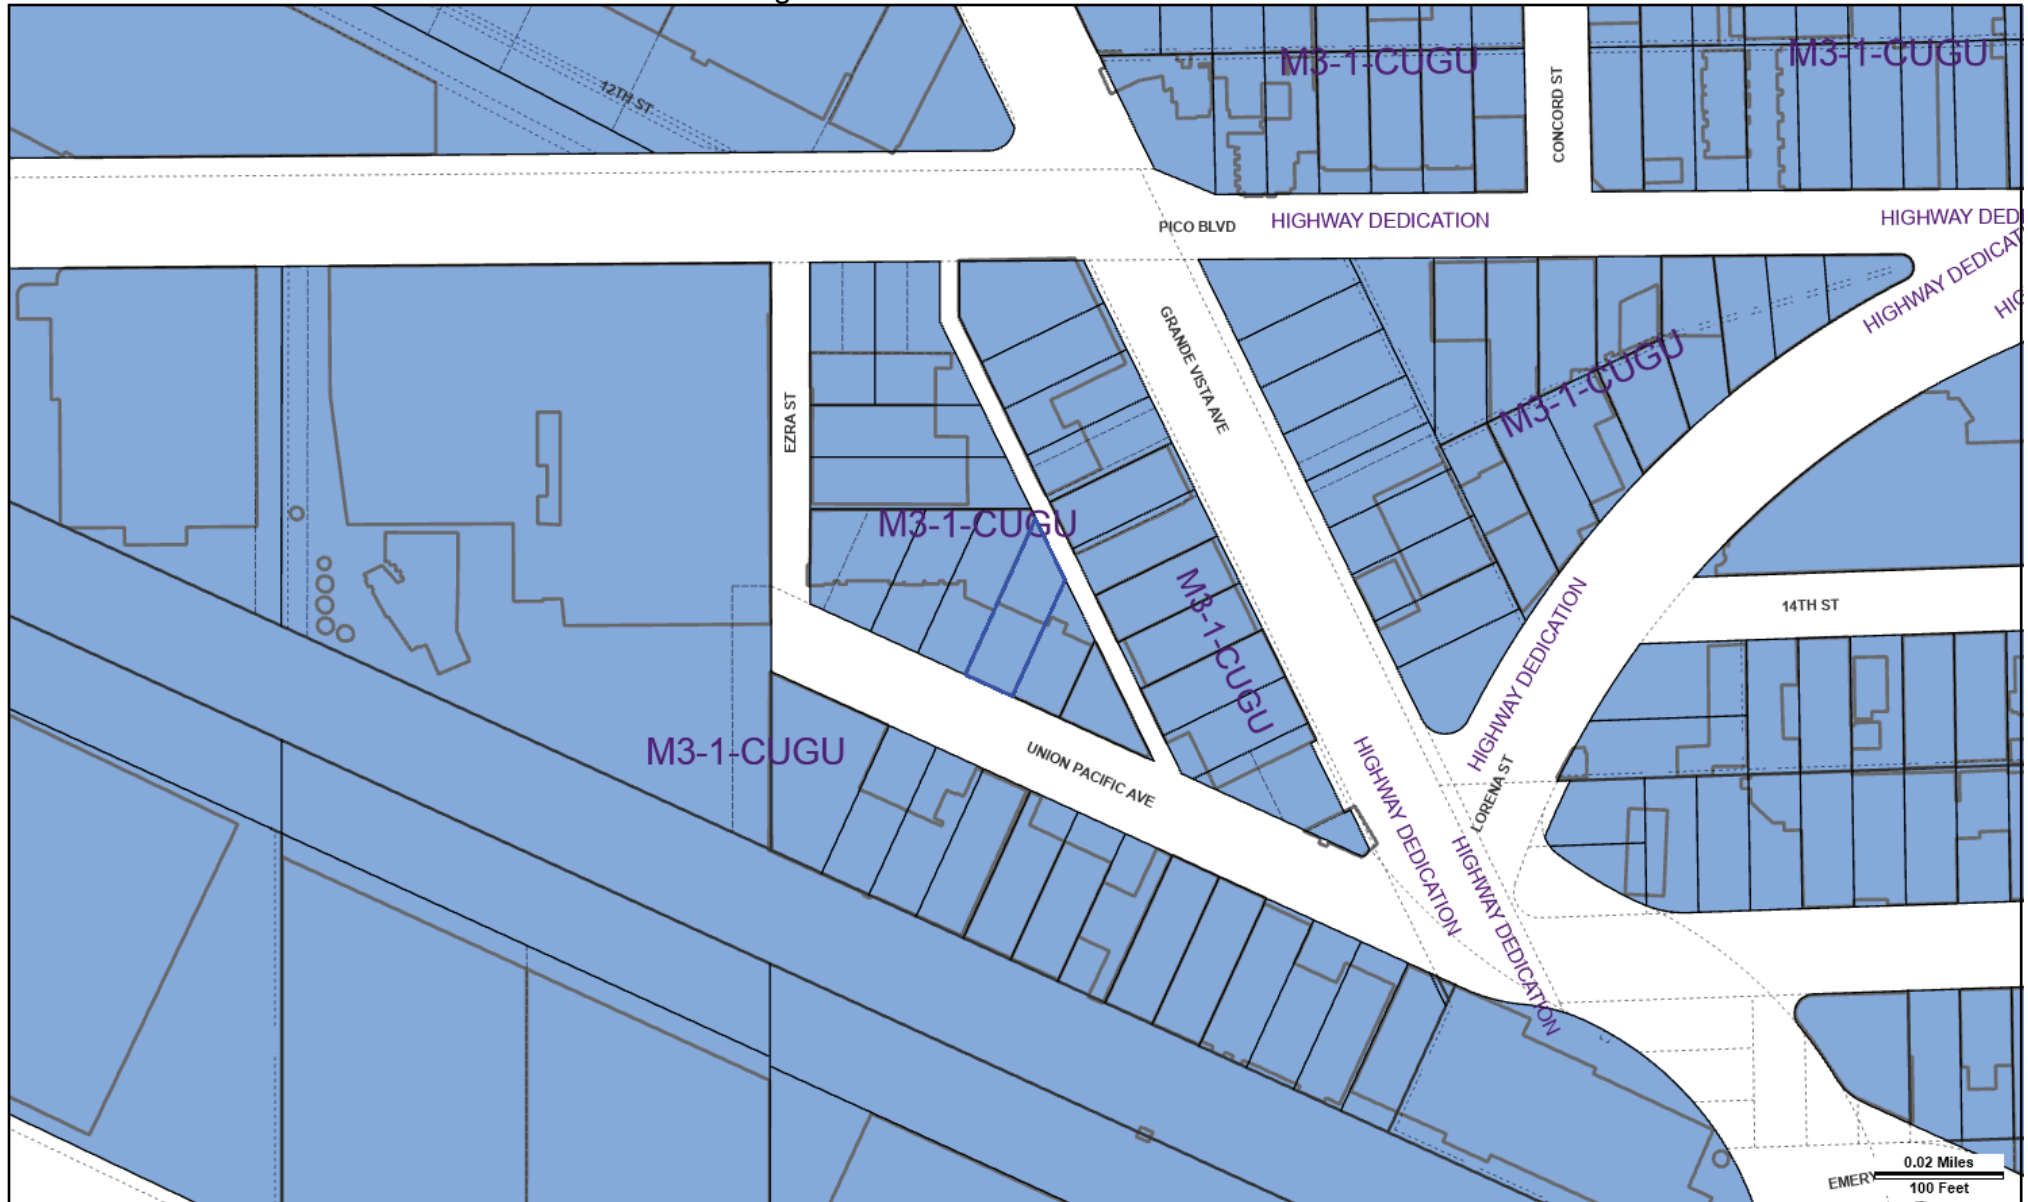 M3-1-CUGU
M3-1-CUGU
12TH ST
CONCORD ST
PICO BLVD
HIGHWAY DEDICATION
HIGHWAY DED
HIGHWAY DEDICAT
HIG
GRANDE VISTA AVE
EZRA ST
M3-1-CUGU
M3-1-CUGU
M3-1-CUGU
HIGHWAY DEDICATION
14TH ST
M3-1-CUGU
UNION PACIFIC AVE
HIGHWAY DEDICATION
LORENA ST
HIGHWAY DEDICATION
EMERY
0.02 Miles
100 Feet